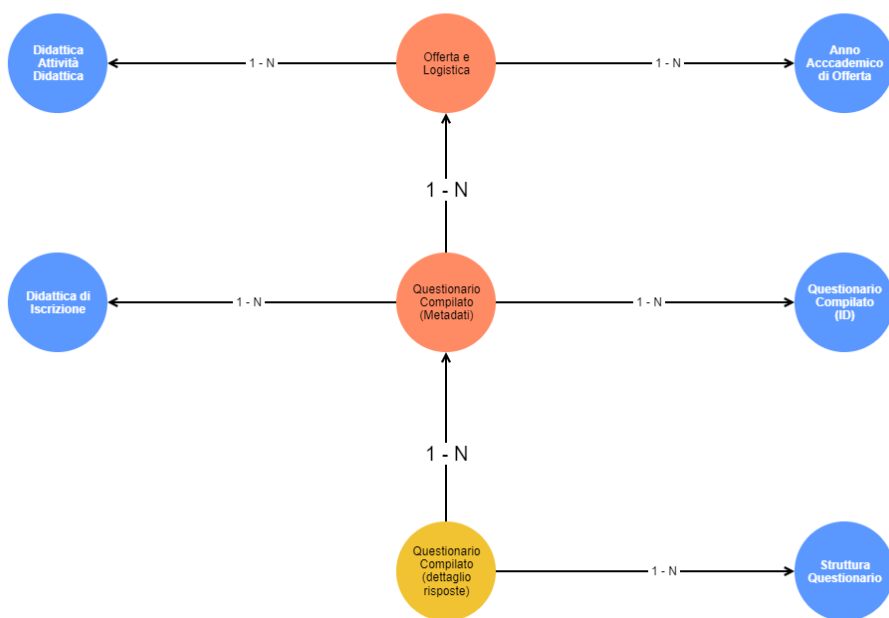 Didattica
Attività
Didattica
1 - N
Offerta e
Logistica
1 - N
Anno
Acccademico
di Offerta
1 - N
Didattica di
Iscrizione
1 - N
Questionario
Compilato
(Metadati)
1 - N
Questionario
Compilato
(ID)
1 - N
Questionario
Compilato
(dettaglio
risposte)
1 - N
Struttura
Questionario